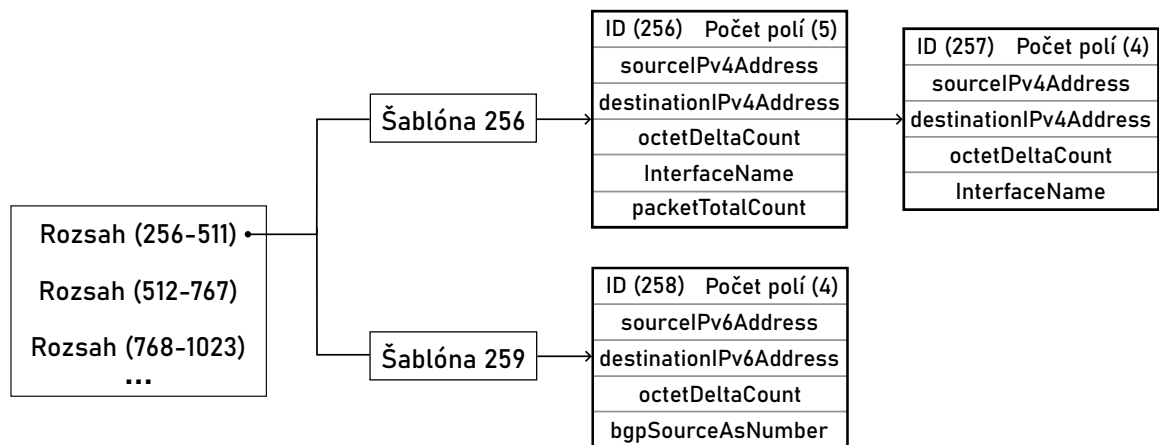 Rozsah (256-511)
Rozsah (512-767)
Rozsah (768-1023)
...
Šablóna 256
Šablóna 259
ID (256) Počet polí (5)
sourceIPv4Address
destinationIPv4Address
octetDeltaCount
InterfaceName
packetTotalCount
ID (257) Počet polí (4)
sourceIPv4Address
destinationIPv4Address
octetDeltaCount
InterfaceName
ID (258) Počet polí (4)
sourceIPv6Address
destinationIPv6Address
octetDeltaCount
bgpSourceAsNumber